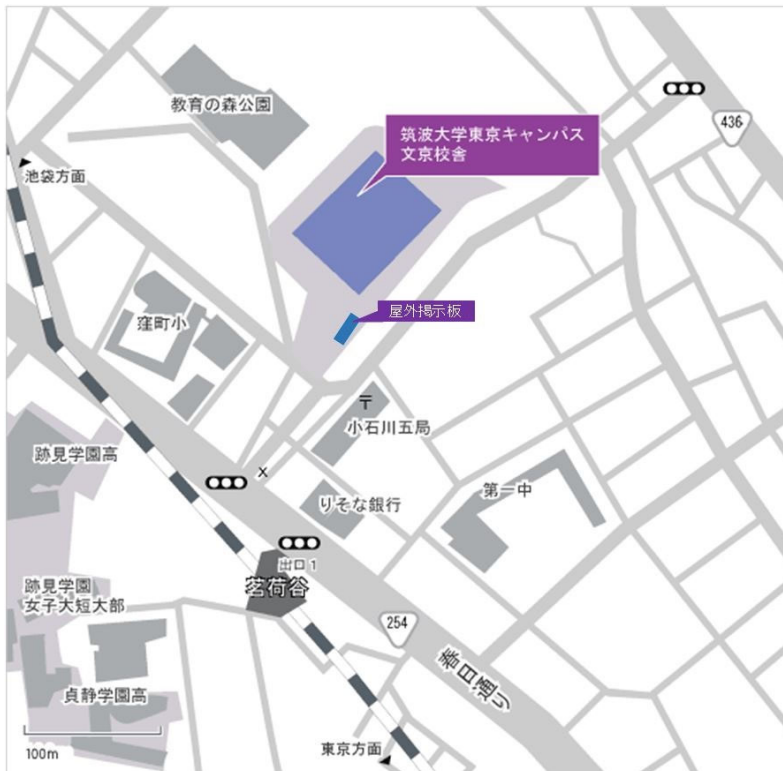 教育の森公園
筑波大学東京キャンパス
文京校舎
436
池袋方面
屋外掲示板
窪町小
〒
小石川五局
跡見学園高
X
りそな銀行
第一中
出口1
茗荷谷
跡見学園
女子大短大部
254
春日通り
貞静学園高
100m
東京方面